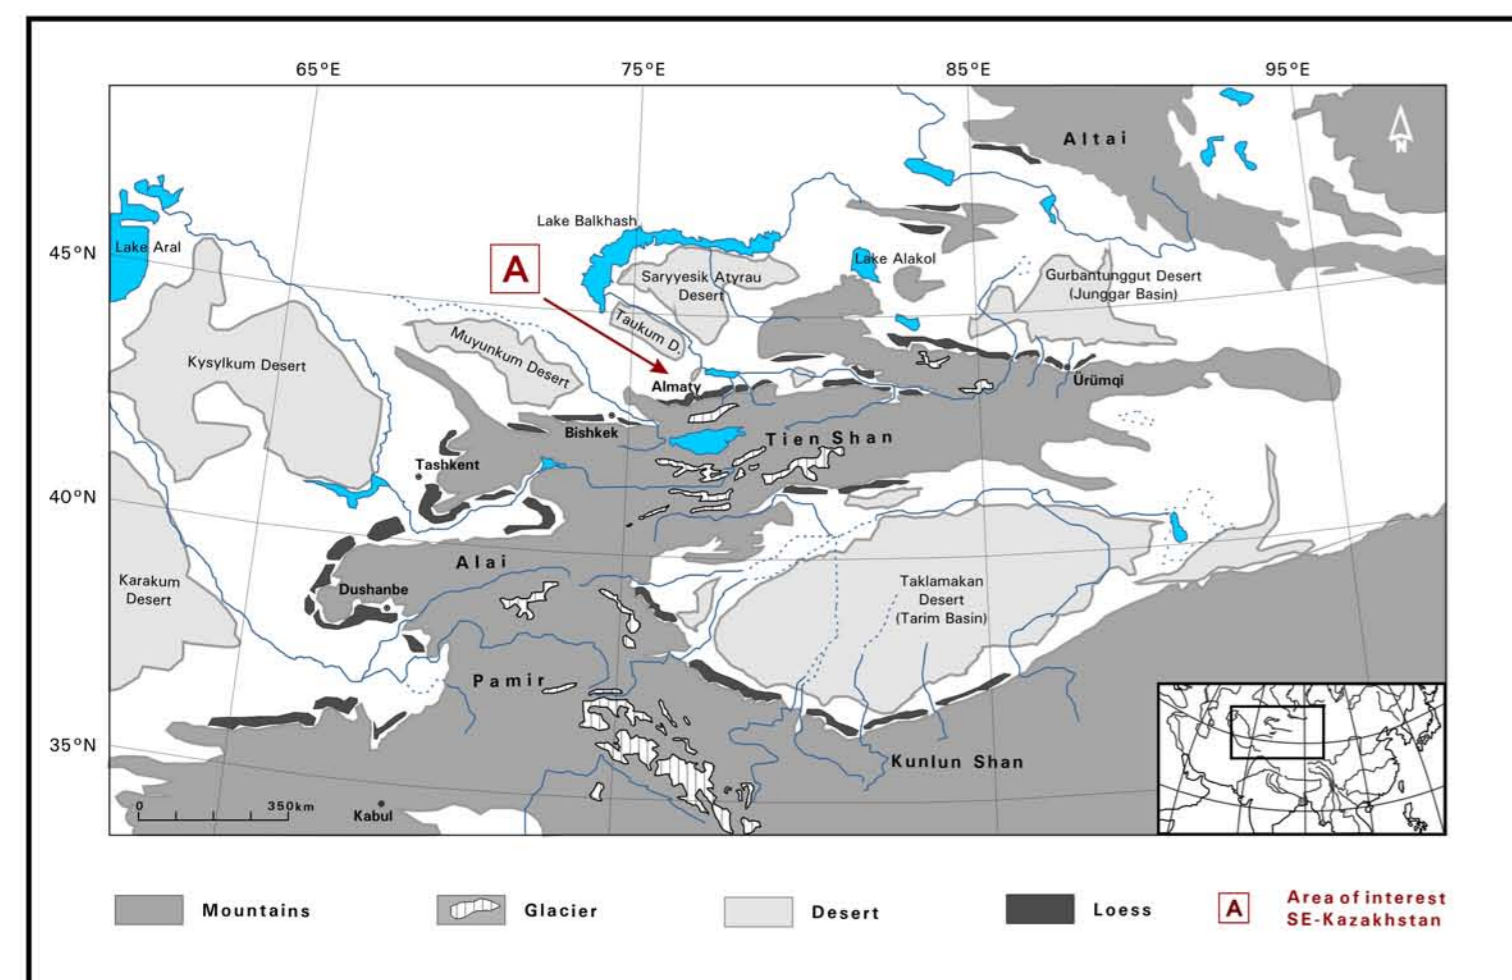 65°E
75°E
85°E
95°E
Altai
N
Lake Balkhash
45°N
Lake Aral
A
Lake Alakol
Saryyesik Atyrau
Desert
Gurbantunggut Desert
(Junggar Basin)
Taukum D.
Muyunkum Desert
Kysylkum Desert
Almaty
Ürümqi
Bishkek
Tien Shan
Tashkent
40°N
Alai
Karakum
Desert
Dushanbe
Taklamakan
Desert
(Tarim Basin)
Pamir
35°N
Kunlun Shan
0
350km
Kabul
Mountains
Glacier
Desert
Loess
A
Area of interest
SE-Kazakhstan